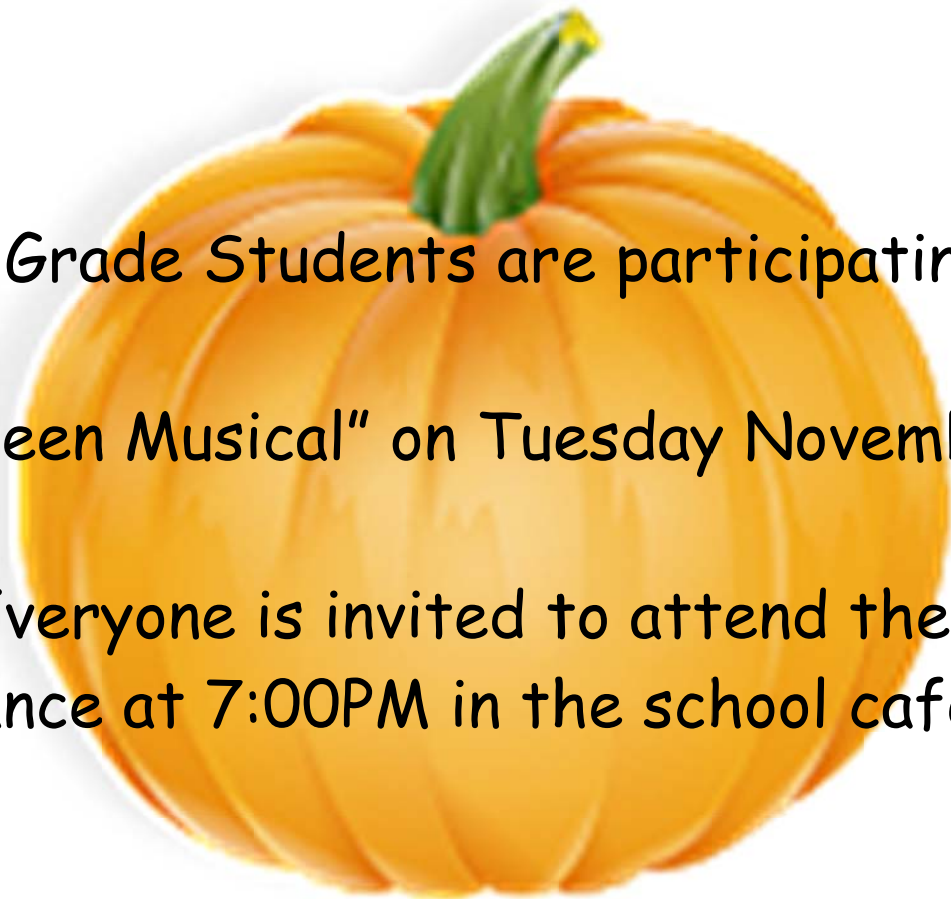 Grade Students are participatin
een Musical” on Tuesday Novem
veryone is invited to attend the
nce at 7:00PM in the school caf